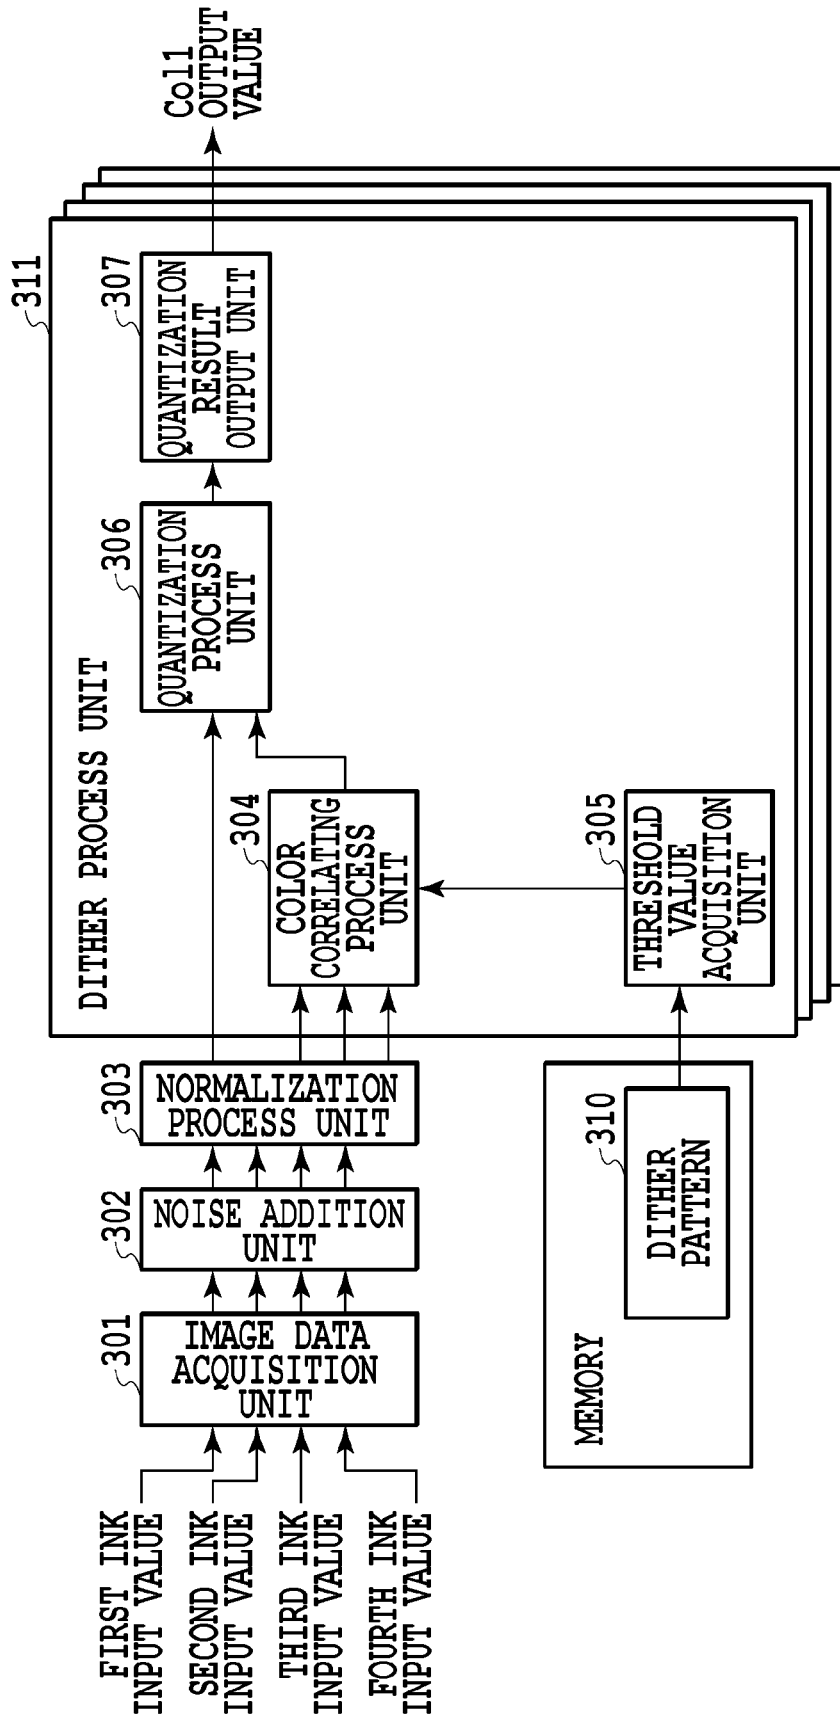 FIRST INK
INPUT VALUE
SECOND INK
INPUT VALUE
THIRD INK
INPUT VALUE
FOURTH INK
INPUT VALUE
301
IMAGE DATA
ACQUISITION
UNIT
302
NOISE ADDITION
UNIT
303
NORMALIZATION
PROCESS UNIT
311
DITHER PROCESS UNIT
304
COLOR
CORRELATING
PROCESS
UNIT
306
QUANTIZATION
PROCESS
UNIT
307
QUANTIZATION
RESULT
OUTPUT UNIT
Col1
OUTPUT
VALUE
MEMORY
310
DITHER
PATTERN
305
THRESHOLD
VALUE
ACQUISITION
UNIT